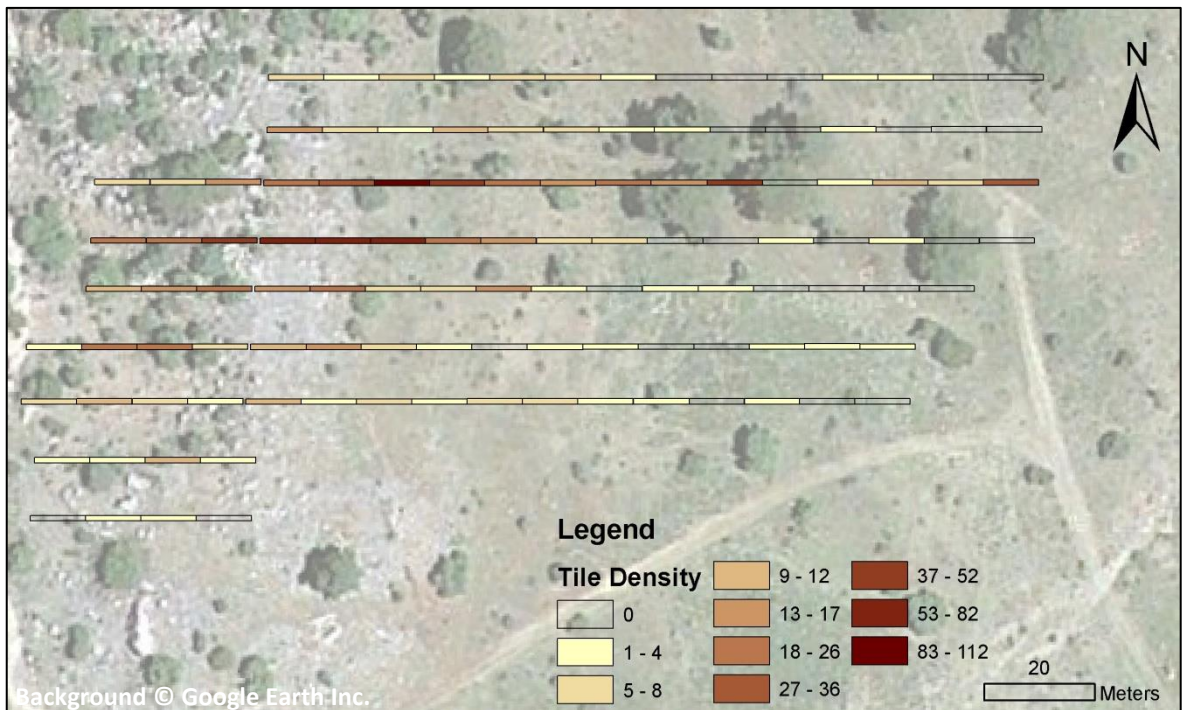 N
Legend
Tile Density
0
1 - 4
5 - 8
9 - 12
13 - 17
18 - 26
27 - 36
37 - 52
53 - 82
83 - 112
20
Meters
Background © Google Earth Inc.